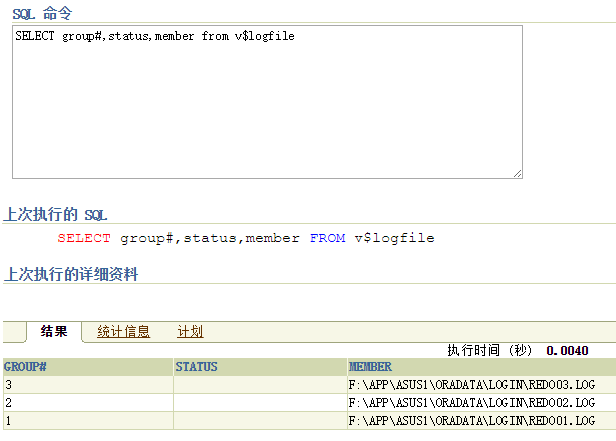 SQL 命令
SELECT group#,status,member from v$logfile
上次执行的 SQL
SELECT group#,status,member FROM v$logfile
上次执行的详细资料
结果 统计信息 计划
执行时间 (秒) 0.0040
GROUP# STATUS MEMBER
3 F:\APP\ASUS1\ORADATA\LOGIN\REDO03.LOG
2 F:\APP\ASUS1\ORADATA\LOGIN\REDO02.LOG
1 F:\APP\ASUS1\ORADATA\LOGIN\REDO01.LOG